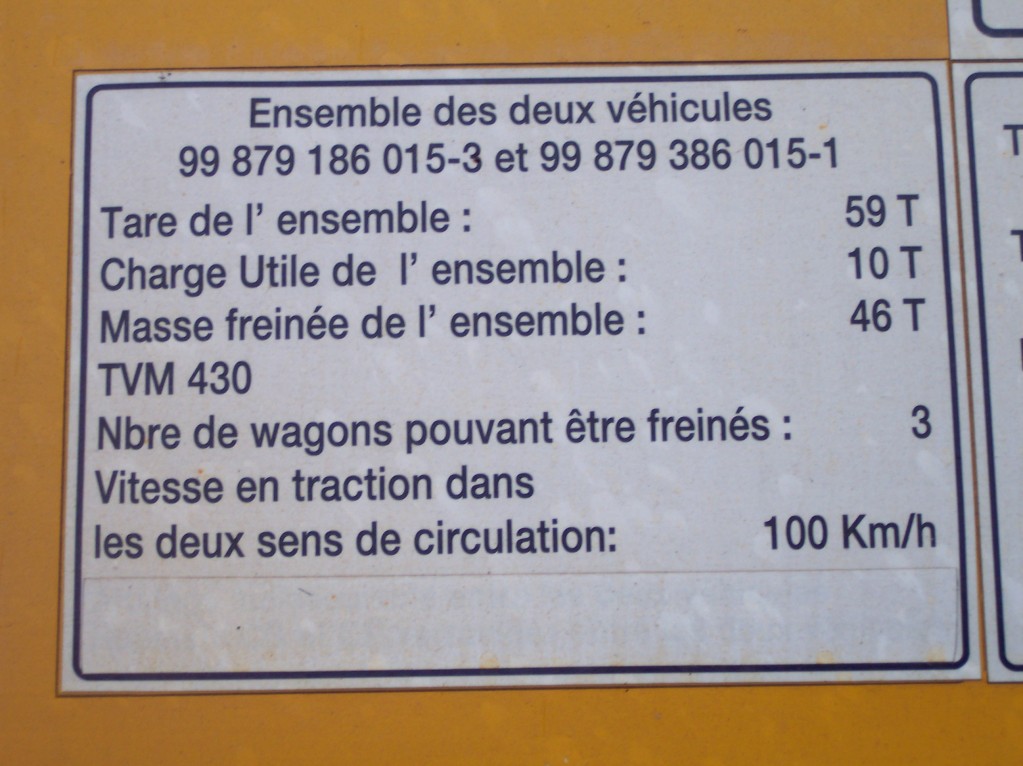 Ensemble des deux véhicules
99 879 186 015-3 et 99 879 386 015-1
Tare de l' ensemble : 59 T
Charge Utile de l' ensemble : 10 T
Masse freinée de l' ensemble : 46 T
TVM 430
Nbre de wagons pouvant être freinés : 3
Vitesse en traction dans
les deux sens de circulation: 100 Km/h
T
T